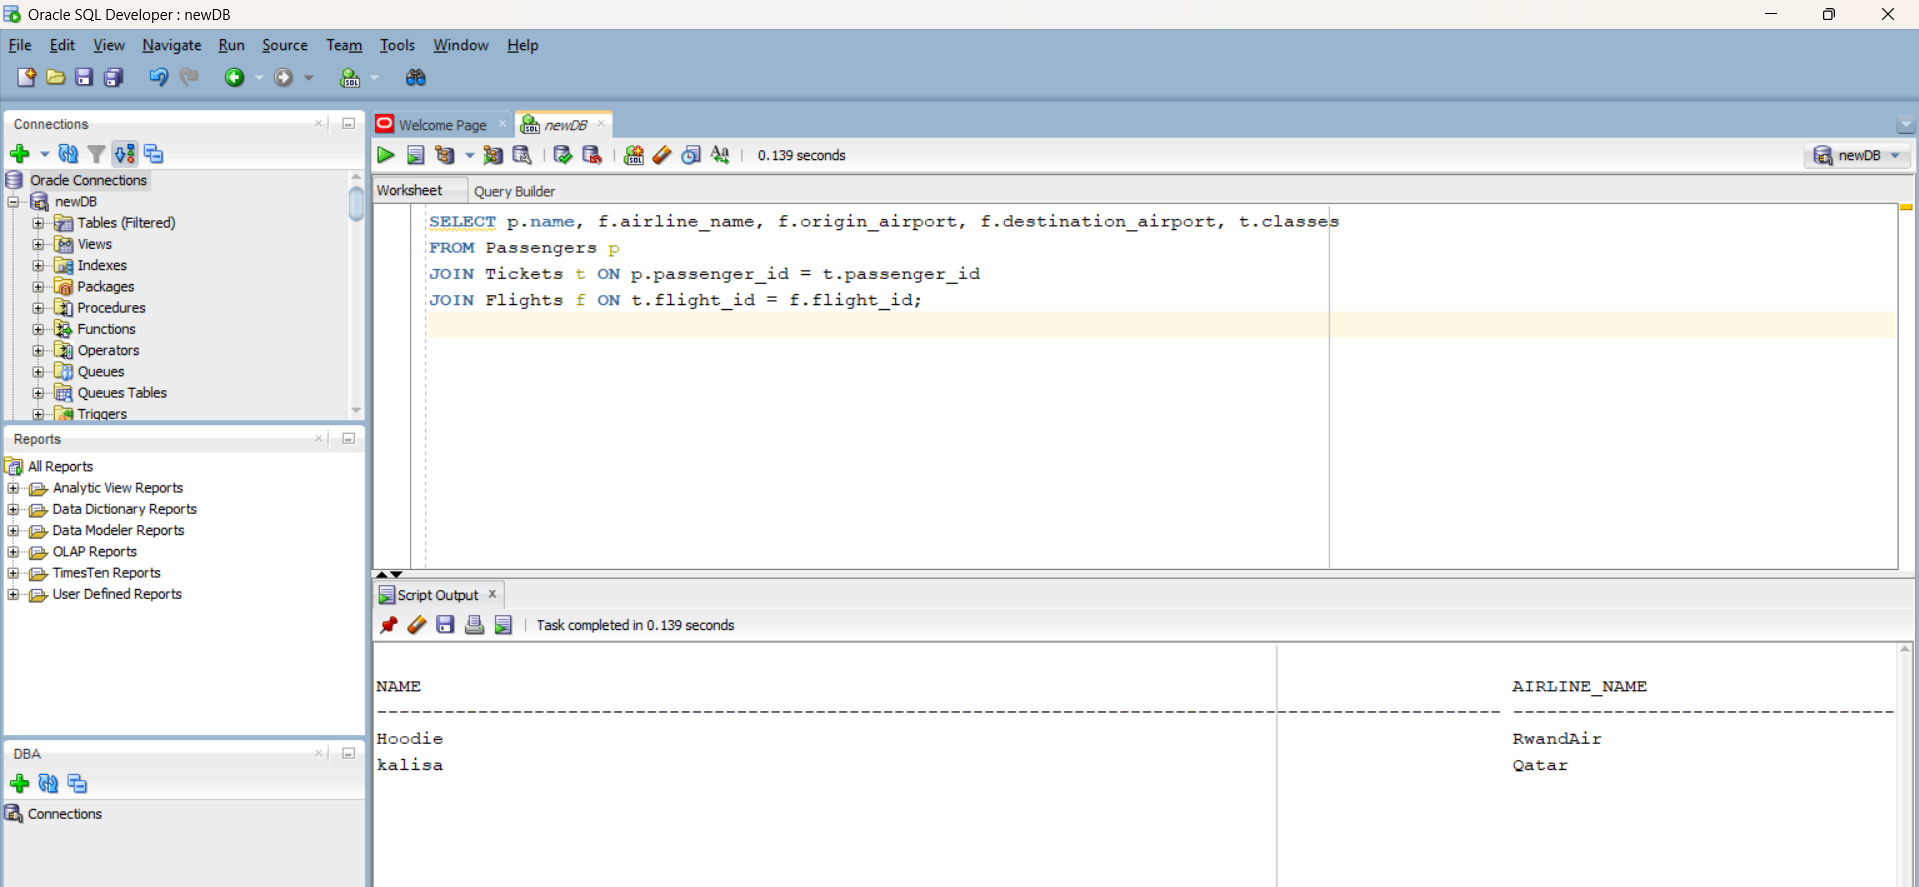 Oracle SQL Developer : newDB
File Edit View Navigate Run Source Team Tools Window Help
Connections
Oracle Connections
newDB
Tables (Filtered)
Views
Indexes
Packages
Procedures
Functions
Operators
Queues
Queues Tables
Triggers
Reports
All Reports
Analytic View Reports
Data Dictionary Reports
Data Modeler Reports
OLAP Reports
TimesTen Reports
User Defined Reports
DBA
Connections
Welcome Page newDB
0.139 seconds
newDB
Worksheet Query Builder
SELECT p.name, f.airline_name, f.origin_airport, f.destination_airport, t.classes
FROM Passengers p
JOIN Tickets t ON p.passenger_id = t.passenger_id
JOIN Flights f ON t.flight_id = f.flight_id;
Script Output
Task completed in 0.139 seconds
NAME AIRLINE_NAME
Hoodie RwandAir
kalisa Qatar